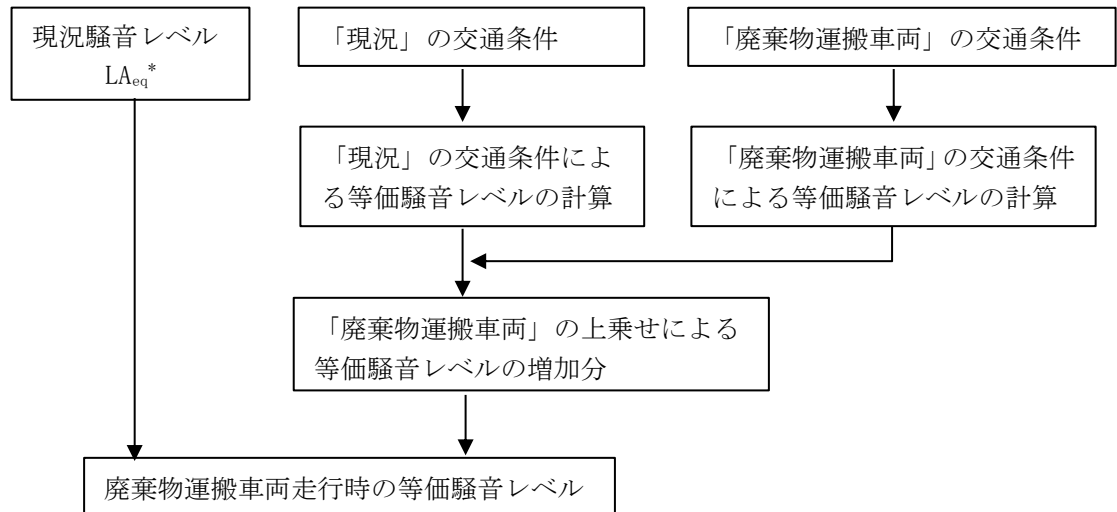 現況騒音レベル
LAeq*
「現況」の交通条件
「廃棄物運搬車両」の交通条件
「現況」の交通条件によ
る等価騒音レベルの計算
「廃棄物運搬車両」の交通条件
による等価騒音レベルの計算
「廃棄物運搬車両」の上乗せによる
等価騒音レベルの増加分
廃棄物運搬車両走行時の等価騒音レベル